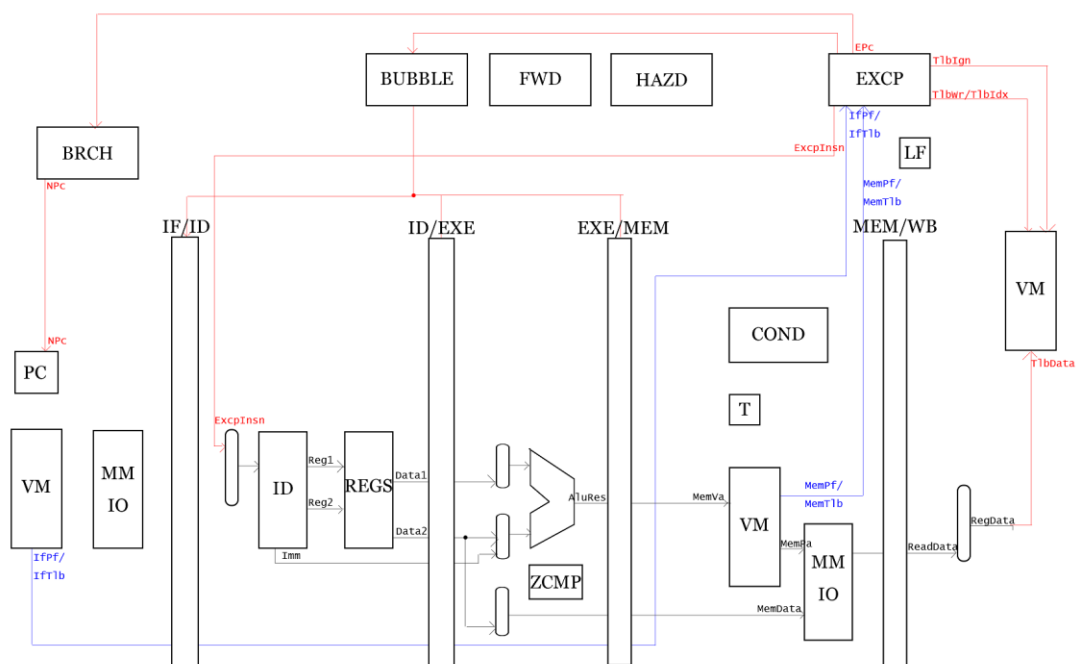 EPc
BUBBLE
FWD
HAZD
EXCP
TlbIgn
TlbWr/TlbIdx
IfPf/
IfTlb
BRCH
ExcpInsn
LF
NPc
MemPf/
MemTlb
IF/ID
ID/EXE
EXE/MEM
MEM/WB
VM
COND
NPc
PC
TlbData
T
ExcpInsn
VM
MM
IO
ID
Reg1
Reg2
REGS
Data1
Data2
AluRes
MemVa
VM
MemPf/
MemTlb
RegData
IfPf/
IfTlb
Imm
MemPa
ReadData
ZCMP
MM
IO
MemData